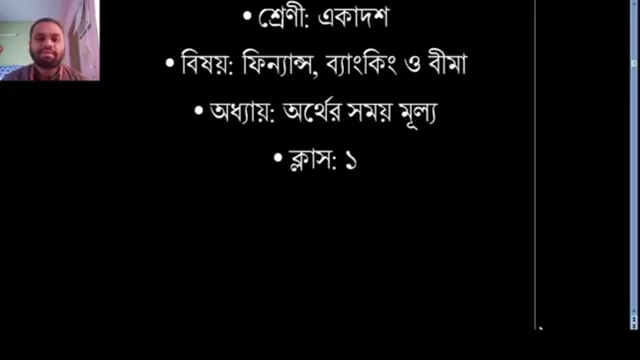 • শ্রেণী: একাদশ
• বিষয়: ফিন্যান্স, ব্যাংকিং ও বীমা
• অধ্যায়: অর্থের সময় মূল্য
• ক্লাস: ১